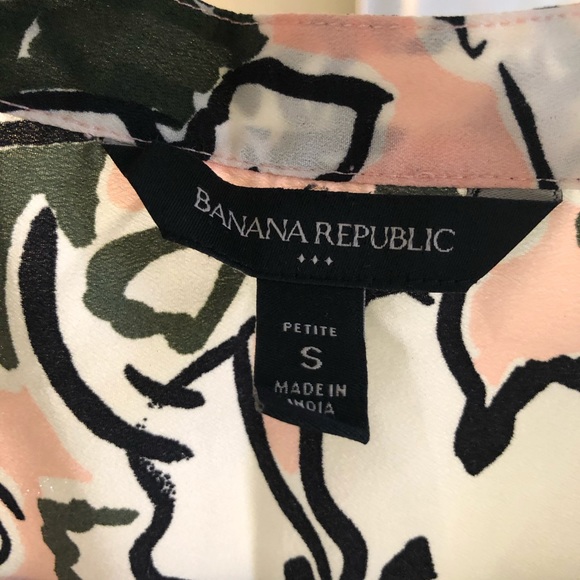 BANANA REPUBLIC
PETITE
S
MADE IN
INDIA